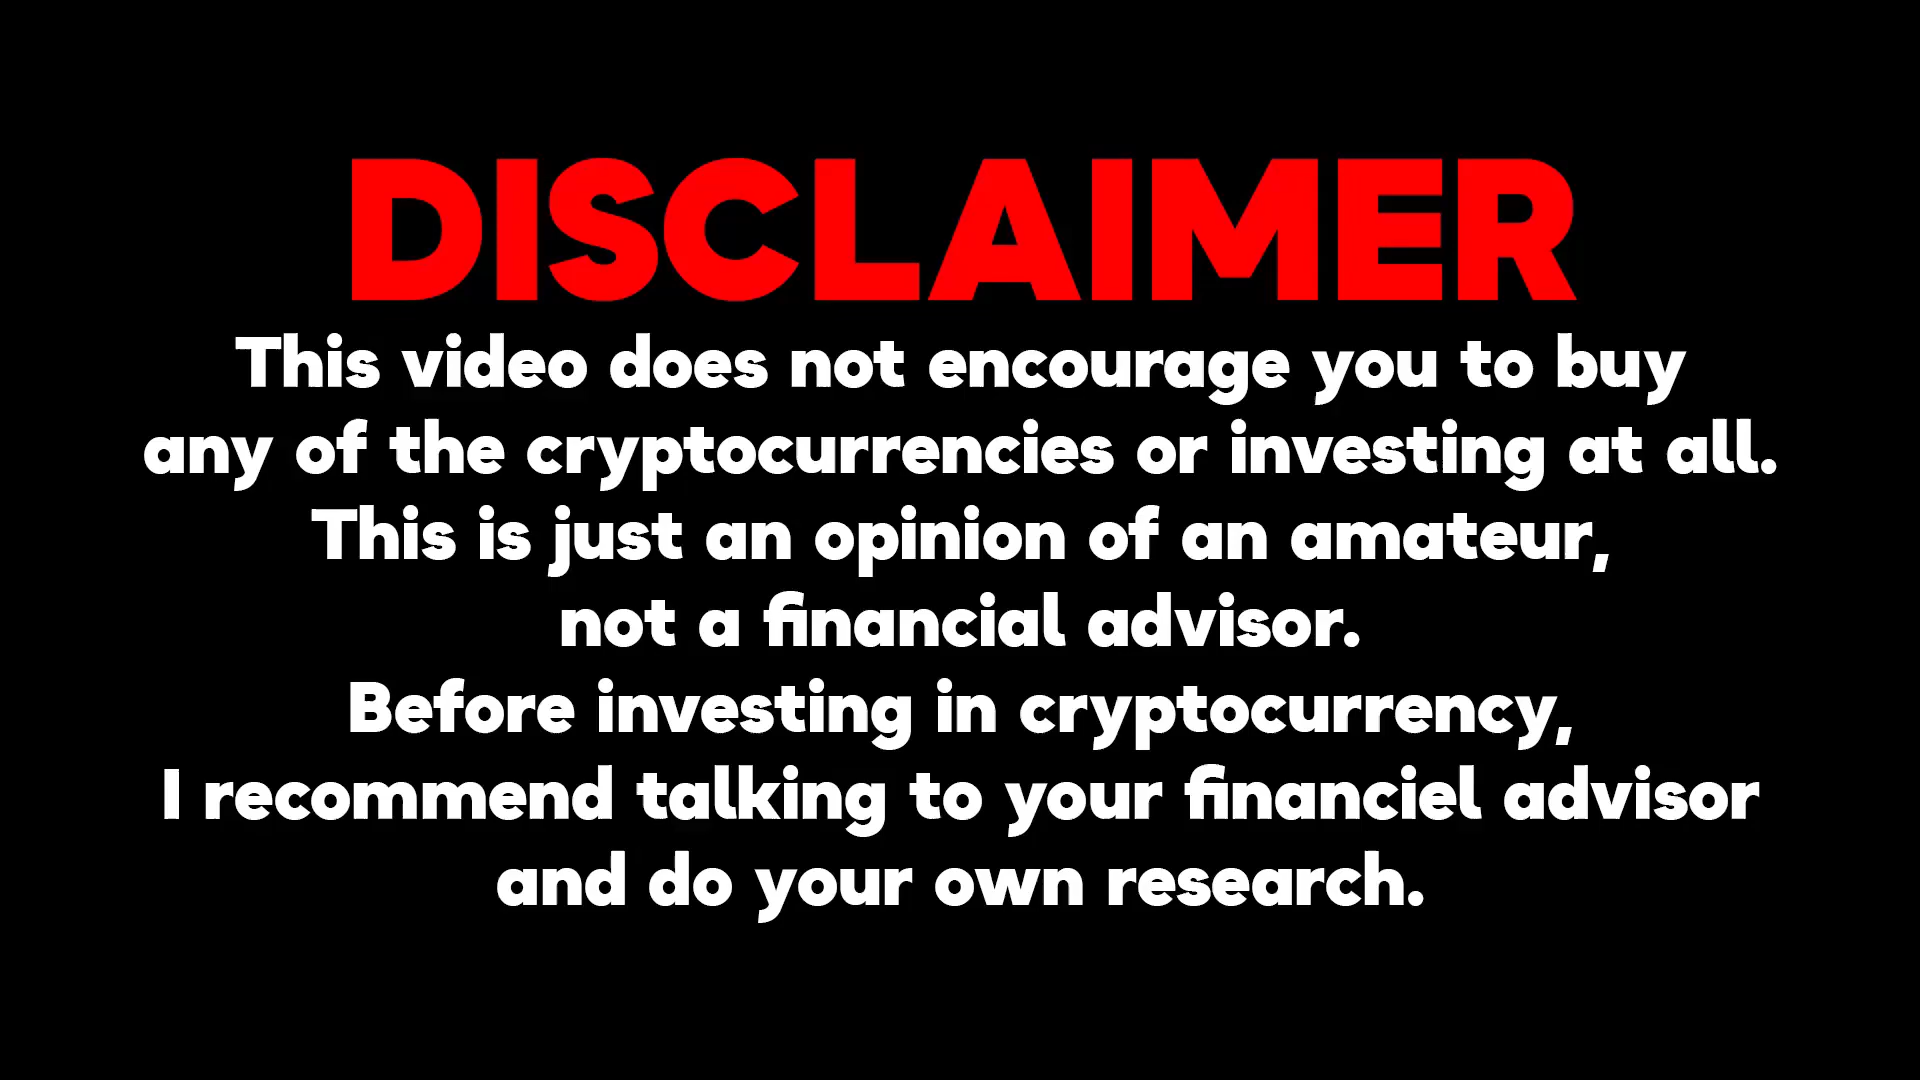 DISCLAIMER
This video does not encourage you to buy
any of the cryptocurrencies or investing at all.
This is just an opinion of an amateur,
not a financial advisor.
Before investing in cryptocurrency,
I recommend talking to your financiel advisor
and do your own research.